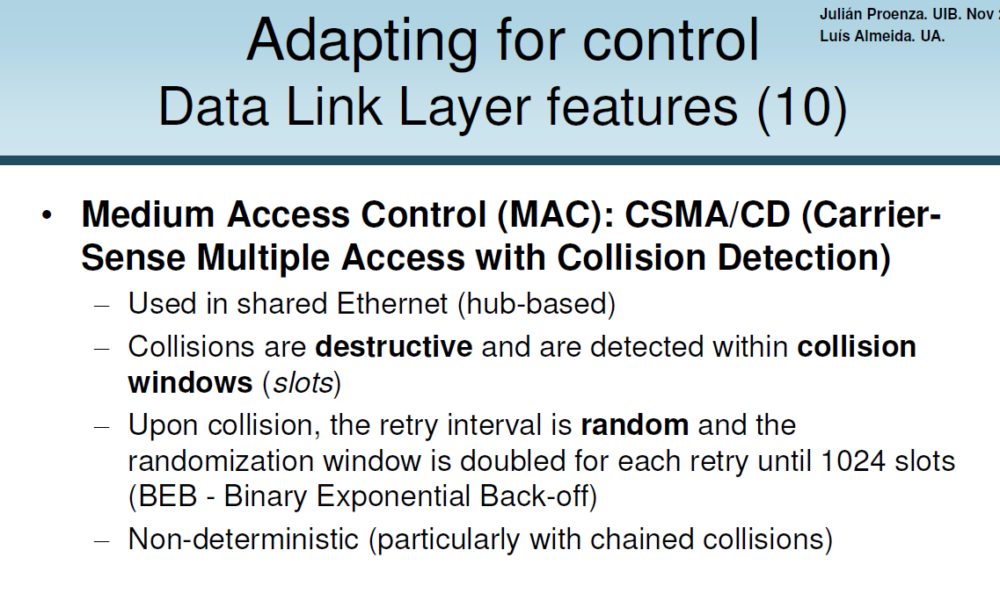 Adapting for control
Data Link Layer features (10)
Julián Proenza. UIB. Nov
Luís Almeida. UA.
• Medium Access Control (MAC): CSMA/CD (Carrier-
Sense Multiple Access with Collision Detection)
– Used in shared Ethernet (hub-based)
– Collisions are destructive and are detected within collision
windows (slots)
– Upon collision, the retry interval is random and the
randomization window is doubled for each retry until 1024 slots
(BEB - Binary Exponential Back-off)
– Non-deterministic (particularly with chained collisions)